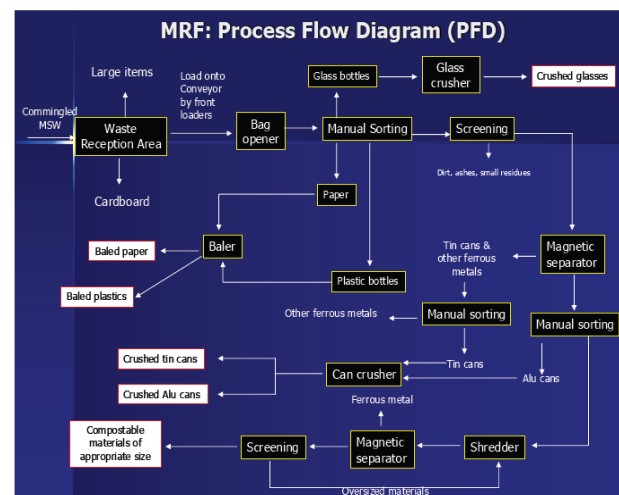 MRF: Process Flow Diagram (PFD)
Large items
Load onto
Conveyor
by front
loaders
Glass bottles
Glass
crusher
Crushed glasses
Commingled
MSW
Waste
Reception Area
Bag
opener
Manual Sorting
Screening
Dirt, ashes, small residues
Cardboard
Paper
Baled paper
Baler
Tin cans &
other ferrous
metals
Magnetic
separator
Baled plastics
Plastic bottles
Other ferrous metals
Manual sorting
Manual sorting
Crushed tin cans
Tin cans
Can crusher
Alu cans
Crushed Alu cans
Ferrous metal
Compostable
materials of
appropriate size
Screening
Magnetic
separator
Shredder
Oversized materials